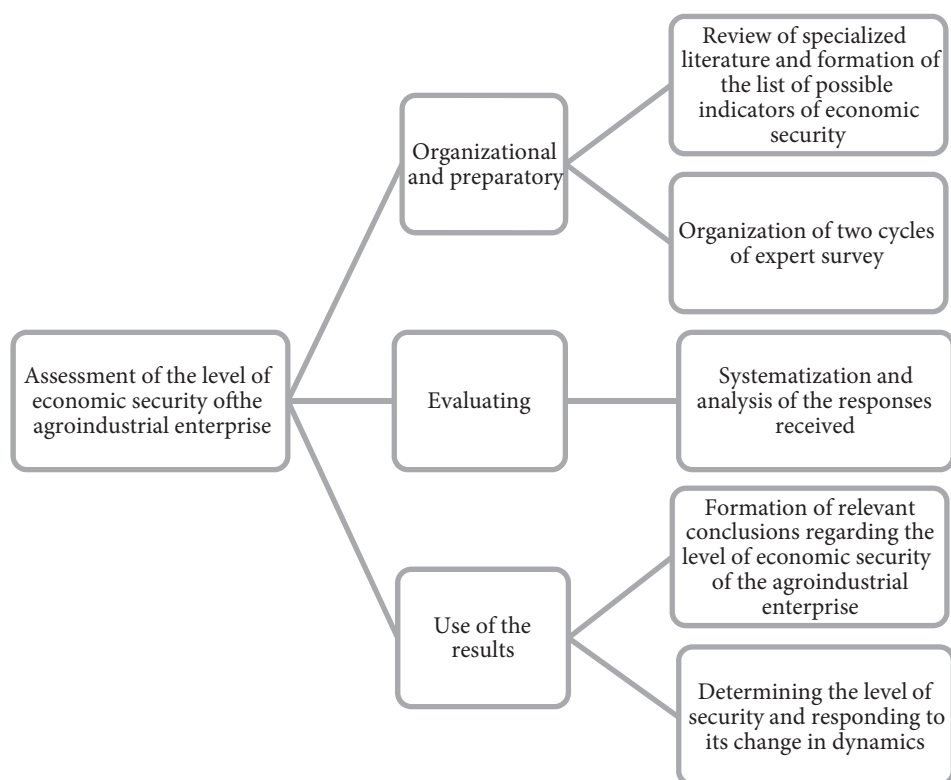 Assessment of the level of
economic security ofthe
agroindustrial enterprise
Organizational
and preparatory
Review of specialized
literature and formation of
the list of possible
indicators of economic
security
Organization of two cycles
of expert survey
Evaluating
Systematization and
analysis of the responses
received
Use of the
results
Formation of relevant
conclusions regarding the
level of economic security
of the agroindustrial
enterprise
Determining the level of
security and responding to
its change in dynamics